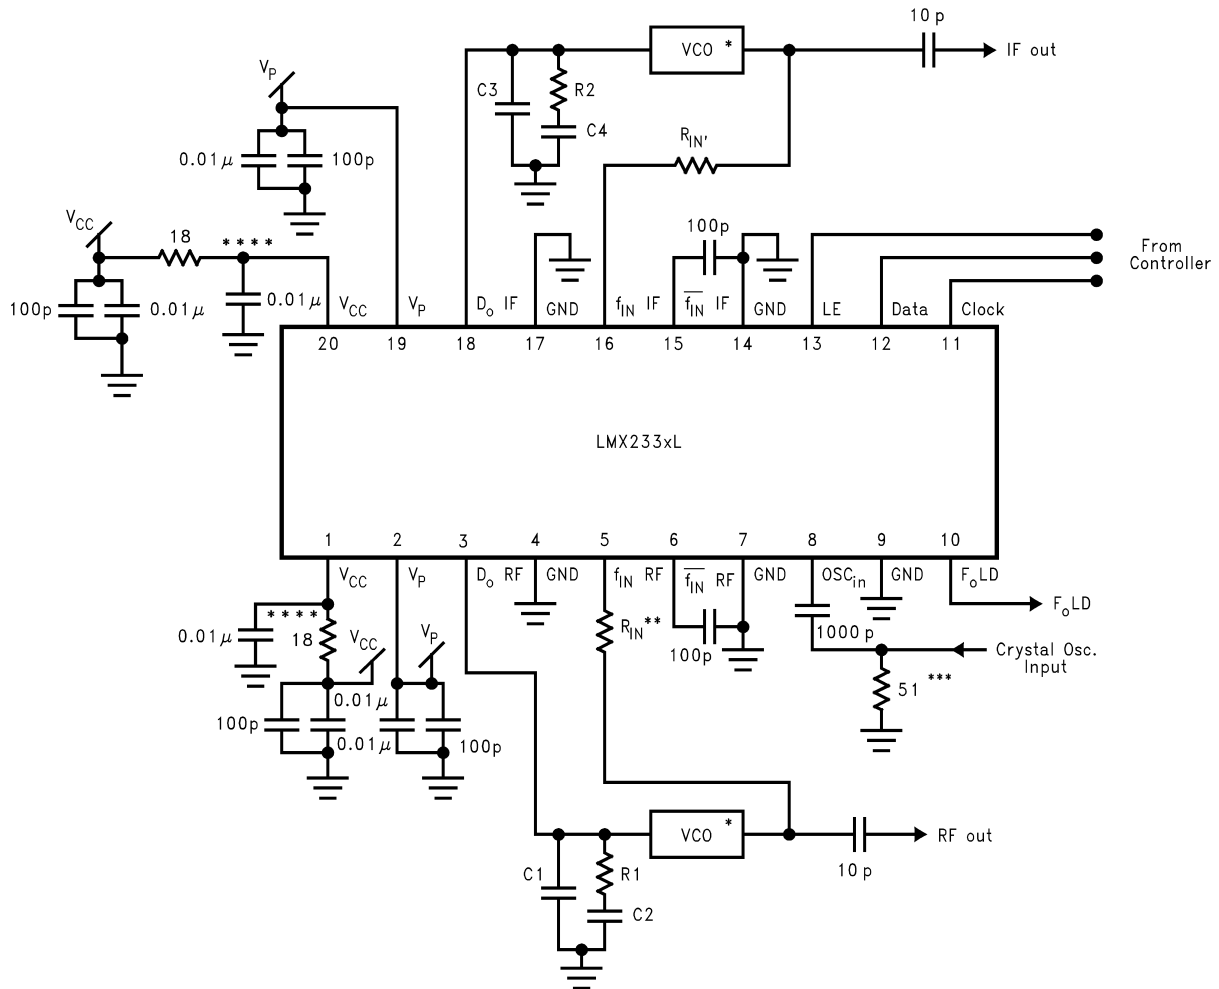 10 p
VCO *
IF out
V_P
C3
R2
C4
R_IN'
0.01 μ
100p
V_CC
18
****
100p
From
Controller
100p
0.01 μ
0.01 μ
V_CC
V_P
D_o IF
GND
f_IN IF
f̅_I̅N̅ IF
GND
LE
Data
Clock
20
19
18
17
16
15
14
13
12
11
LMX233xL
1
2
3
4
5
6
7
8
9
10
V_CC
V_P
D_o RF
GND
f_IN RF
f̅_I̅N̅ RF
GND
OSC_in
GND
F_oLD
F_oLD
****
0.01 μ
18
V_CC
V_P
R_IN **
100p
1000 p
Crystal Osc.
Input
51 ***
0.01 μ
100p
0.01 μ
100p
VCO *
RF out
10 p
C1
R1
C2